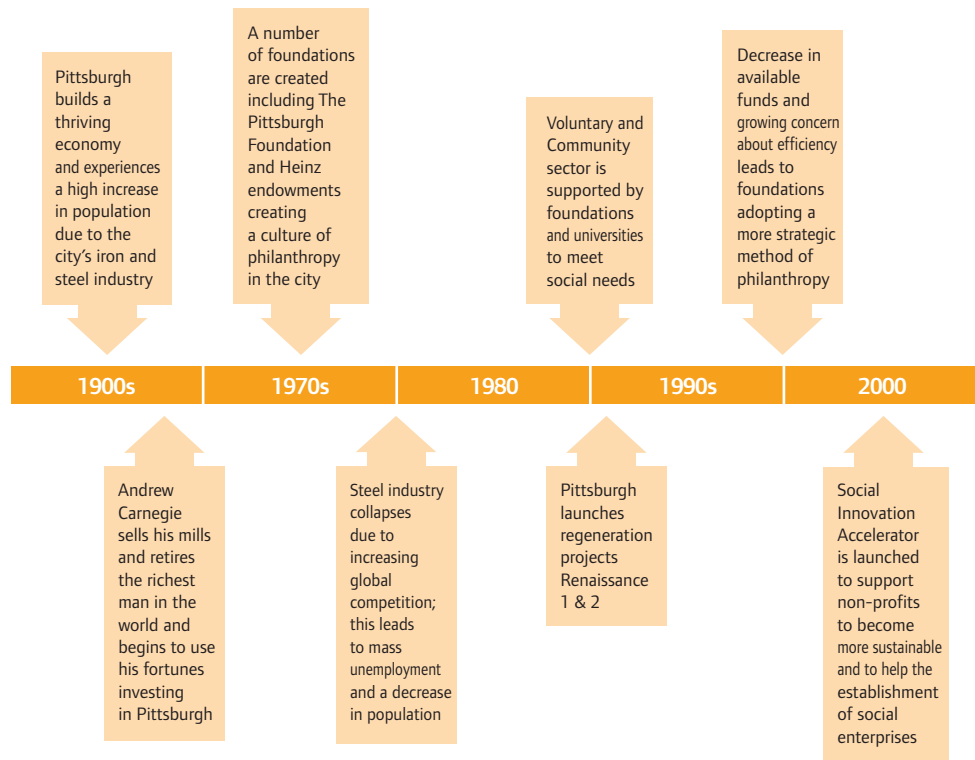 Pittsburgh
builds a
thriving
economy
and experiences
a high increase
in population
due to the
city's iron and
steel industry
A number
of foundations
are created
including The
Pittsburgh
Foundation
and Heinz
endowments
creating
a culture of
philanthropy
in the city
Voluntary and
Community
sector is
supported by
foundations
and universities
to meet
social needs
Decrease in
available
funds and
growing concern
about efficiency
leads to
foundations
adopting a
more strategic
method of
philanthropy
1900s
1970s
1980
1990s
2000
Andrew
Carnegie
sells his mills
and retires
the richest
man in the
world and
begins to use
his fortunes
investing
in Pittsburgh
Steel industry
collapses
due to
increasing
global
competition;
this leads
to mass
unemployment
and a decrease
in population
Pittsburgh
launches
regeneration
projects
Renaissance
1 & 2
Social
Innovation
Accelerator
is launched
to support
non-profits
to become
more sustainable
and to help the
establishment
of social
enterprises